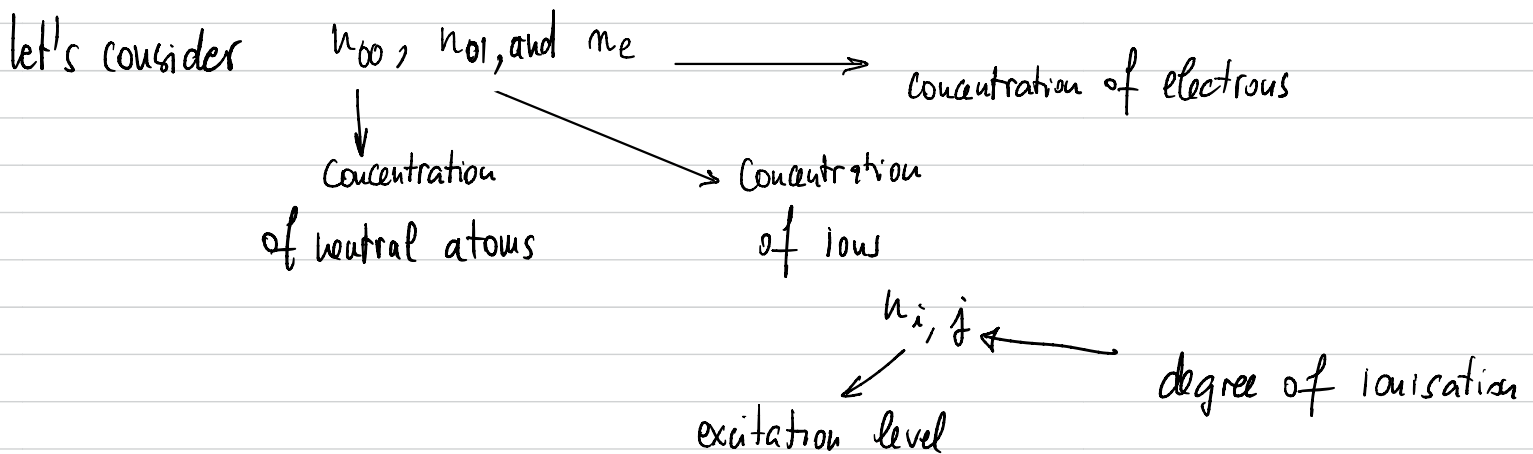 let's consider n₀₀, n₀₁, and nₑ → concentration of electrons
concentration concentration
of neutral atoms of ions
nᵢ,ⱼ
degree of ionisation
excitation level